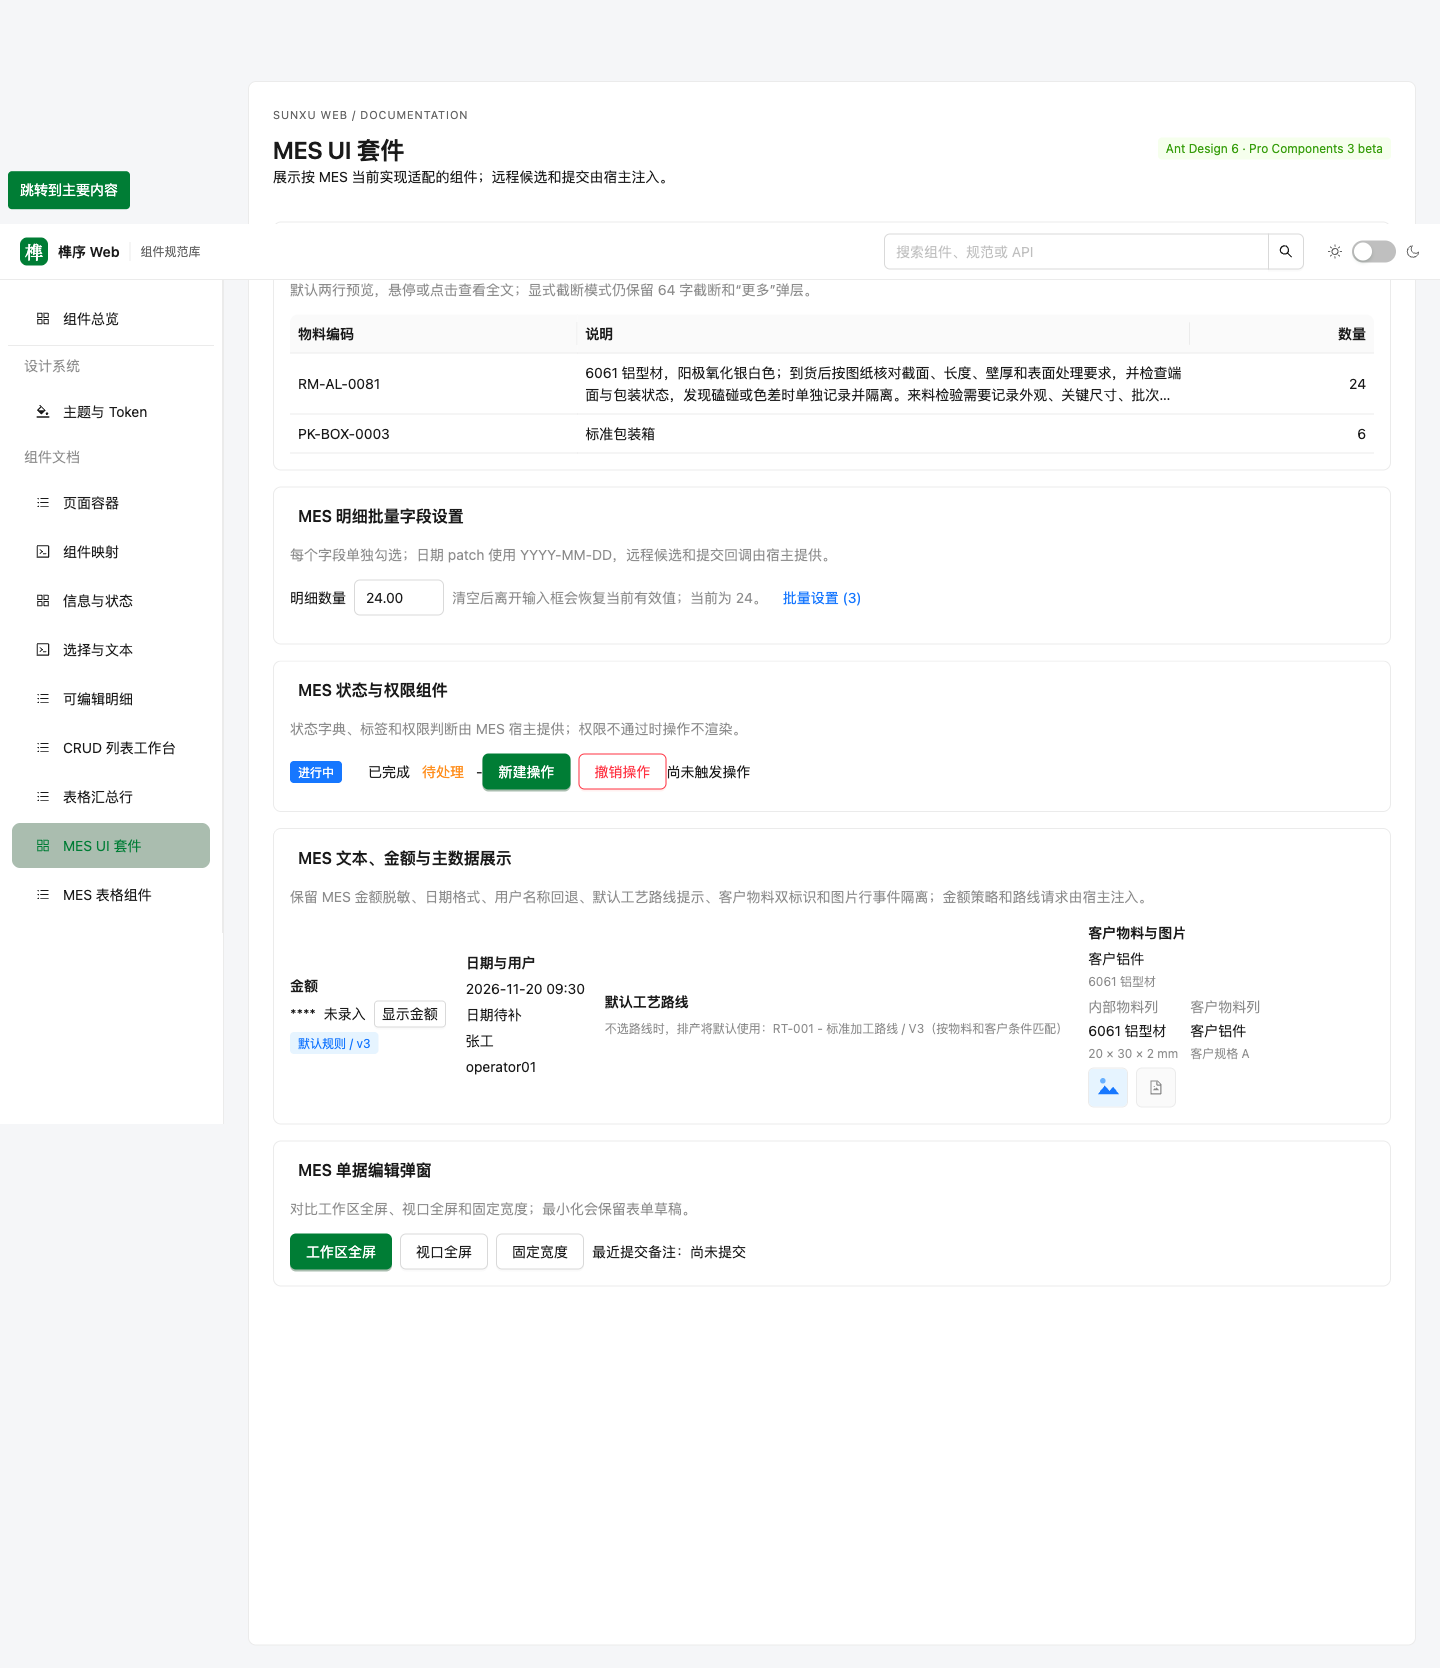 SUNXU WEB / DOCUMENTATION
MES UI 套件
Ant Design 6 · Pro Components 3 beta
展示按 MES 当前实现适配的组件；远程候选和提交由宿主注入。
跳转到主要内容
榫
榫序 Web
组件规范库
搜索组件、规范或 API
组件总览
设计系统
主题与 Token
组件文档
页面容器
组件映射
信息与状态
选择与文本
可编辑明细
CRUD 列表工作台
表格汇总行
MES UI 套件
MES 表格组件
默认两行预览，悬停或点击查看全文；显式截断模式仍保留 64 字截断和“更多”弹层。
物料编码 说明 数量
RM-AL-0081
6061 铝型材，阳极氧化银白色；到货后按图纸核对截面、长度、壁厚和表面处理要求，并检查端
面与包装状态，发现磕碰或色差时单独记录并隔离。来料检验需要记录外观、关键尺寸、批次...
24
PK-BOX-0003 标准包装箱 6
MES 明细批量字段设置
每个字段单独勾选；日期 patch 使用 YYYY-MM-DD，远程候选和提交回调由宿主提供。
明细数量 24.00 清空后离开输入框会恢复当前有效值；当前为 24。 批量设置 (3)
MES 状态与权限组件
状态字典、标签和权限判断由 MES 宿主提供；权限不通过时操作不渲染。
进行中 已完成 待处理 - 新建操作 撤销操作 尚未触发操作
MES 文本、金额与主数据展示
保留 MES 金额脱敏、日期格式、用户名称回退、默认工艺路线提示、客户物料双标识和图片行事件隔离；金额策略和路线请求由宿主注入。
金额
**** 未录入 显示金额
默认规则 / v3
日期与用户
2026-11-20 09:30
日期待补
张工
operator01
默认工艺路线
不选路线时，排产将默认使用：RT-001 - 标准加工路线 / V3（按物料和客户条件匹配）
客户物料与图片
客户铝件
6061 铝型材
内部物料列 客户物料列
6061 铝型材 客户铝件
20 × 30 × 2 mm 客户规格 A
MES 单据编辑弹窗
对比工作区全屏、视口全屏和固定宽度；最小化会保留表单草稿。
工作区全屏 视口全屏 固定宽度 最近提交备注：尚未提交